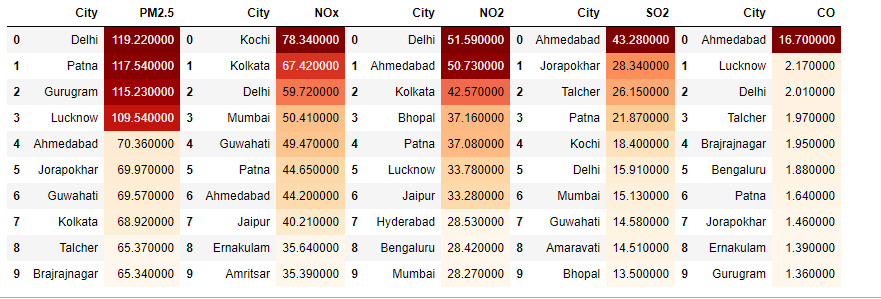 City PM2.5 City NOx City NO2 City SO2 City CO
0 Delhi 119.220000 0 Kochi 78.340000 0 Delhi 51.590000 0 Ahmedabad 43.280000 0 Ahmedabad 16.700000
1 Patna 117.540000 1 Kolkata 67.420000 1 Ahmedabad 50.730000 1 Jorapokhar 28.340000 1 Lucknow 2.170000
2 Gurugram 115.230000 2 Delhi 59.720000 2 Kolkata 42.570000 2 Talcher 26.150000 2 Delhi 2.010000
3 Lucknow 109.540000 3 Mumbai 50.410000 3 Bhopal 37.160000 3 Patna 21.870000 3 Talcher 1.970000
4 Ahmedabad 70.360000 4 Guwahati 49.470000 4 Patna 37.080000 4 Kochi 18.400000 4 Brajrajnagar 1.950000
5 Jorapokhar 69.970000 5 Patna 44.650000 5 Lucknow 33.780000 5 Delhi 15.910000 5 Bengaluru 1.880000
6 Guwahati 69.570000 6 Ahmedabad 44.200000 6 Jaipur 33.280000 6 Mumbai 15.130000 6 Patna 1.640000
7 Kolkata 68.920000 7 Jaipur 40.210000 7 Hyderabad 28.530000 7 Guwahati 14.580000 7 Jorapokhar 1.460000
8 Talcher 65.370000 8 Ernakulam 35.640000 8 Bengaluru 28.420000 8 Amaravati 14.510000 8 Ernakulam 1.390000
9 Brajrajnagar 65.340000 9 Amritsar 35.390000 9 Mumbai 28.270000 9 Bhopal 13.500000 9 Gurugram 1.360000